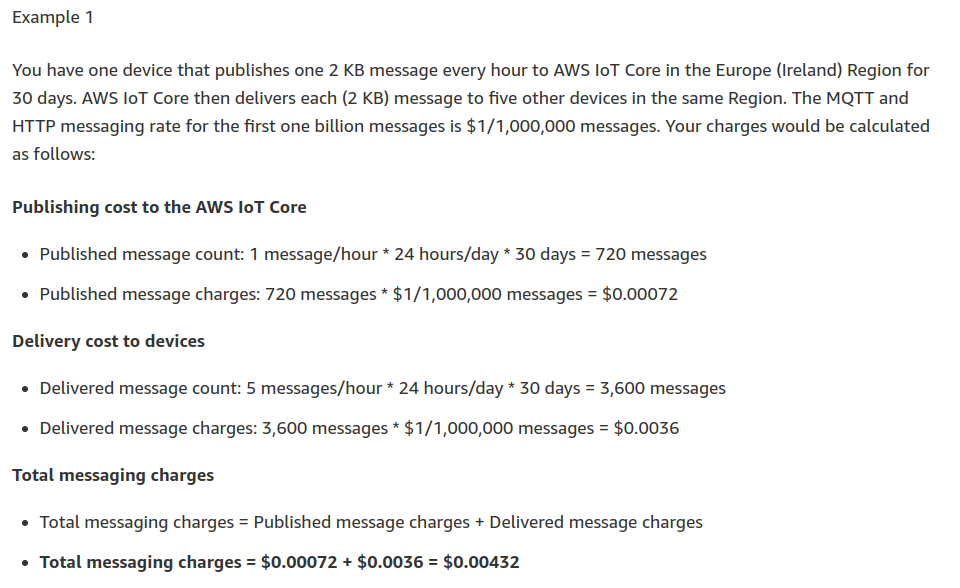 Example 1
You have one device that publishes one 2 KB message every hour to AWS IoT Core in the Europe (Ireland) Region for
30 days. AWS IoT Core then delivers each (2 KB) message to five other devices in the same Region. The MQTT and
HTTP messaging rate for the first one billion messages is $1/1,000,000 messages. Your charges would be calculated
as follows:
Publishing cost to the AWS IoT Core
• Published message count: 1 message/hour * 24 hours/day * 30 days = 720 messages
• Published message charges: 720 messages * $1/1,000,000 messages = $0.00072
Delivery cost to devices
• Delivered message count: 5 messages/hour * 24 hours/day * 30 days = 3,600 messages
• Delivered message charges: 3,600 messages * $1/1,000,000 messages = $0.0036
Total messaging charges
• Total messaging charges = Published message charges + Delivered message charges
• Total messaging charges = $0.00072 + $0.0036 = $0.00432